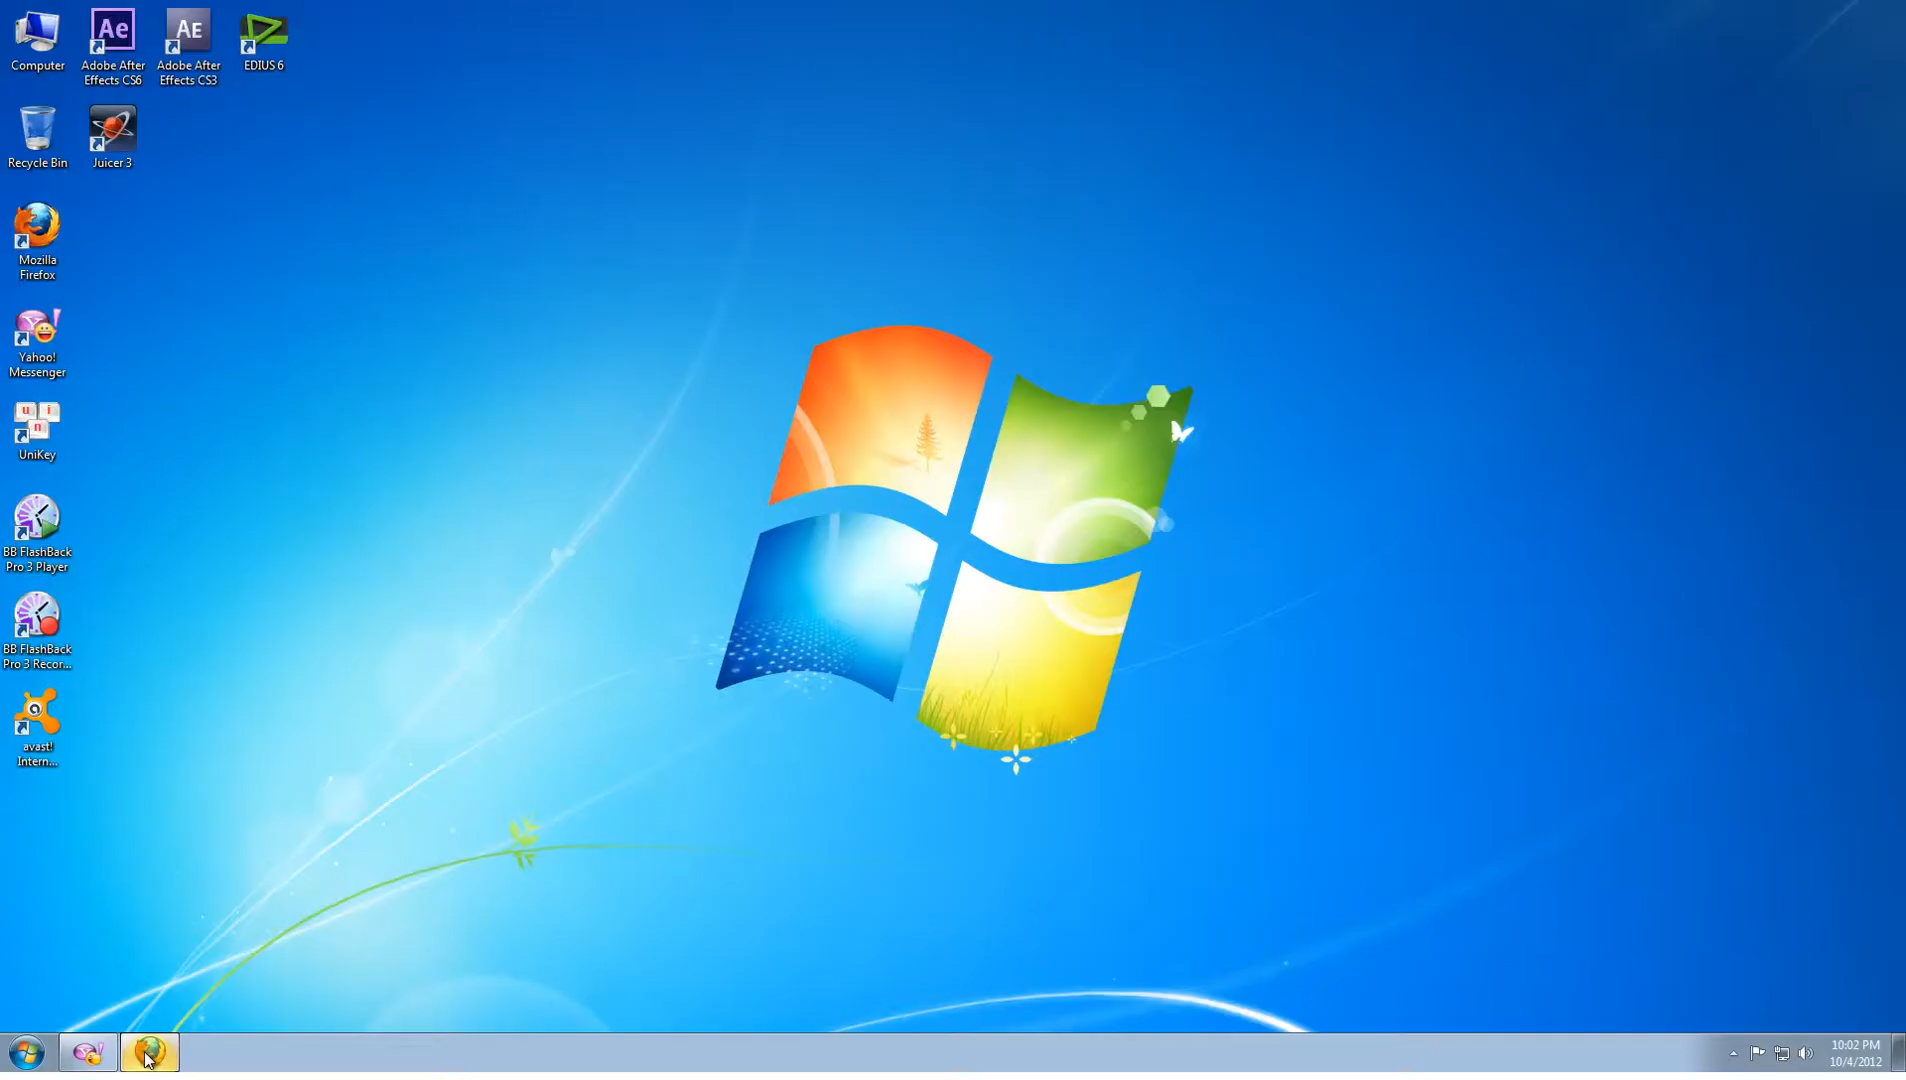 Computer
Adobe After
Effects CS6
Adobe After
Effects CS3
EDIUS 6
Recycle Bin
Juicer 3
Mozilla
Firefox
Yahoo!
Messenger
UniKey
BB FlashBack
Pro 3 Player
BB FlashBack
Pro 3 Recor...
avast!
Intern...
10:02 PM
10/4/2012
Ae
AE
Y!
u i
n
a